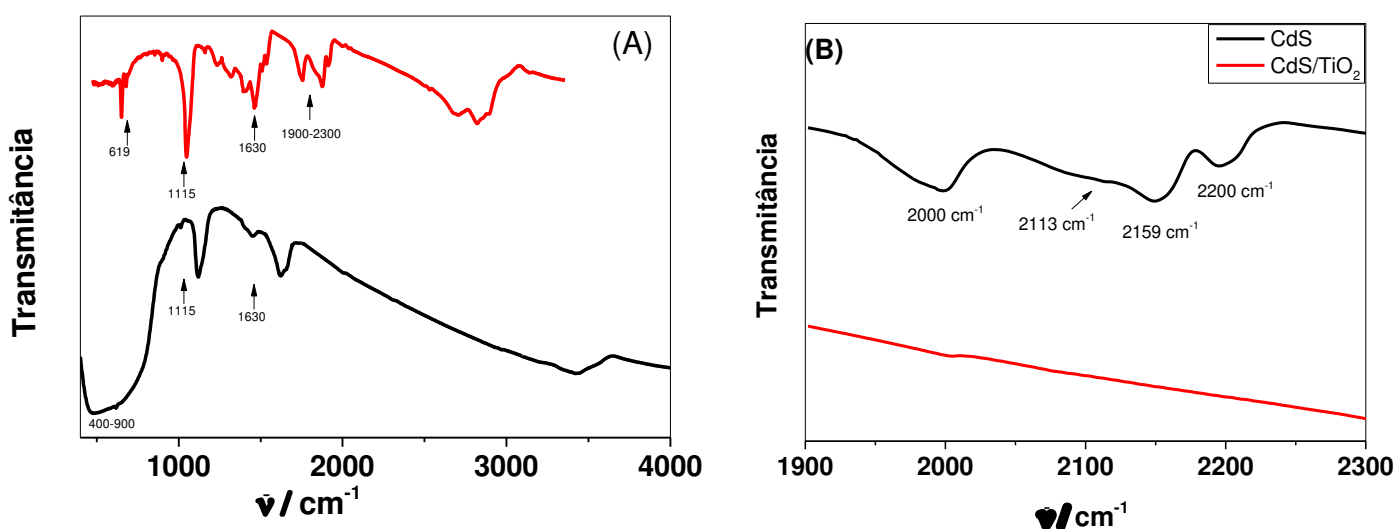 (A)
Transmitância
619
1115
1630
1900-2300
1115
1630
400-900
1000 2000 3000 4000
ν̄ / cm⁻¹
(B)
CdS
CdS/TiO₂
Transmitância
2000 cm⁻¹
2113 cm⁻¹
2159 cm⁻¹
2200 cm⁻¹
1900 2000 2100 2200 2300
/ cm⁻¹